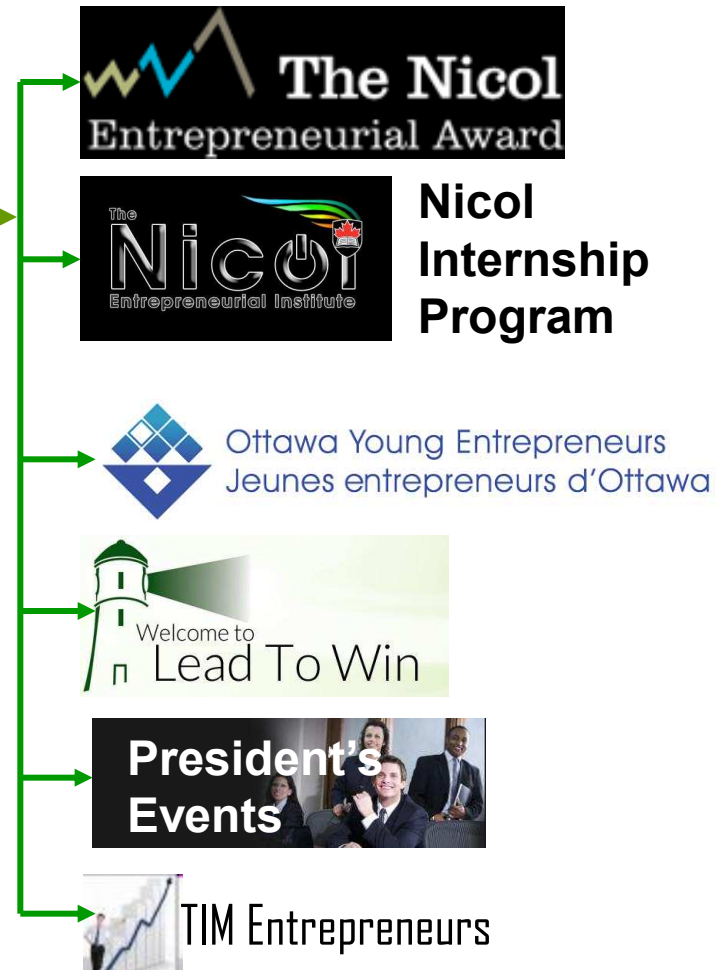 The Nicol
Entrepreneurial Award
The
Nicol
Entrepreneurial Institute
Nicol
Internship
Program
Ottawa Young Entrepreneurs
Jeunes entrepreneurs d'Ottawa
Welcome to
Lead To Win
President's
Events
TIM Entrepreneurs